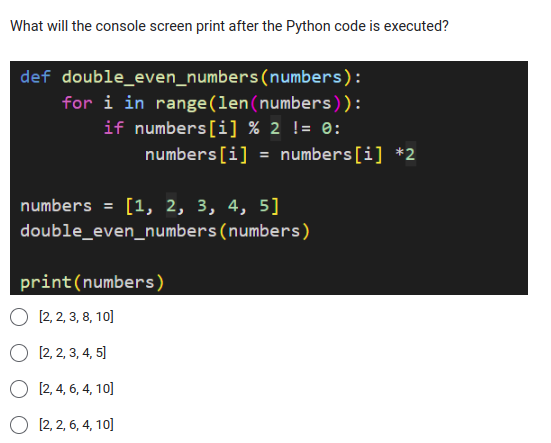 What will the console screen print after the Python code is executed?
def double_even_numbers(numbers):
    for i in range(len(numbers)):
        if numbers[i] % 2 != 0:
            numbers[i] = numbers[i] *2
numbers = [1, 2, 3, 4, 5]
double_even_numbers(numbers)
print(numbers)
[2, 2, 3, 8, 10]
[2, 2, 3, 4, 5]
[2, 4, 6, 4, 10]
[2, 2, 6, 4, 10]